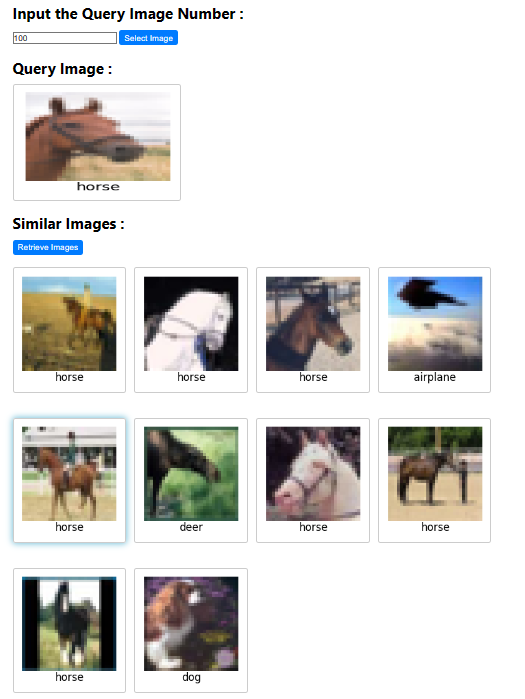 Input the Query Image Number :
100 Select Image
Query Image :
horse
Similar Images :
Retrieve Images
horse horse horse airplane
horse deer horse horse
horse dog